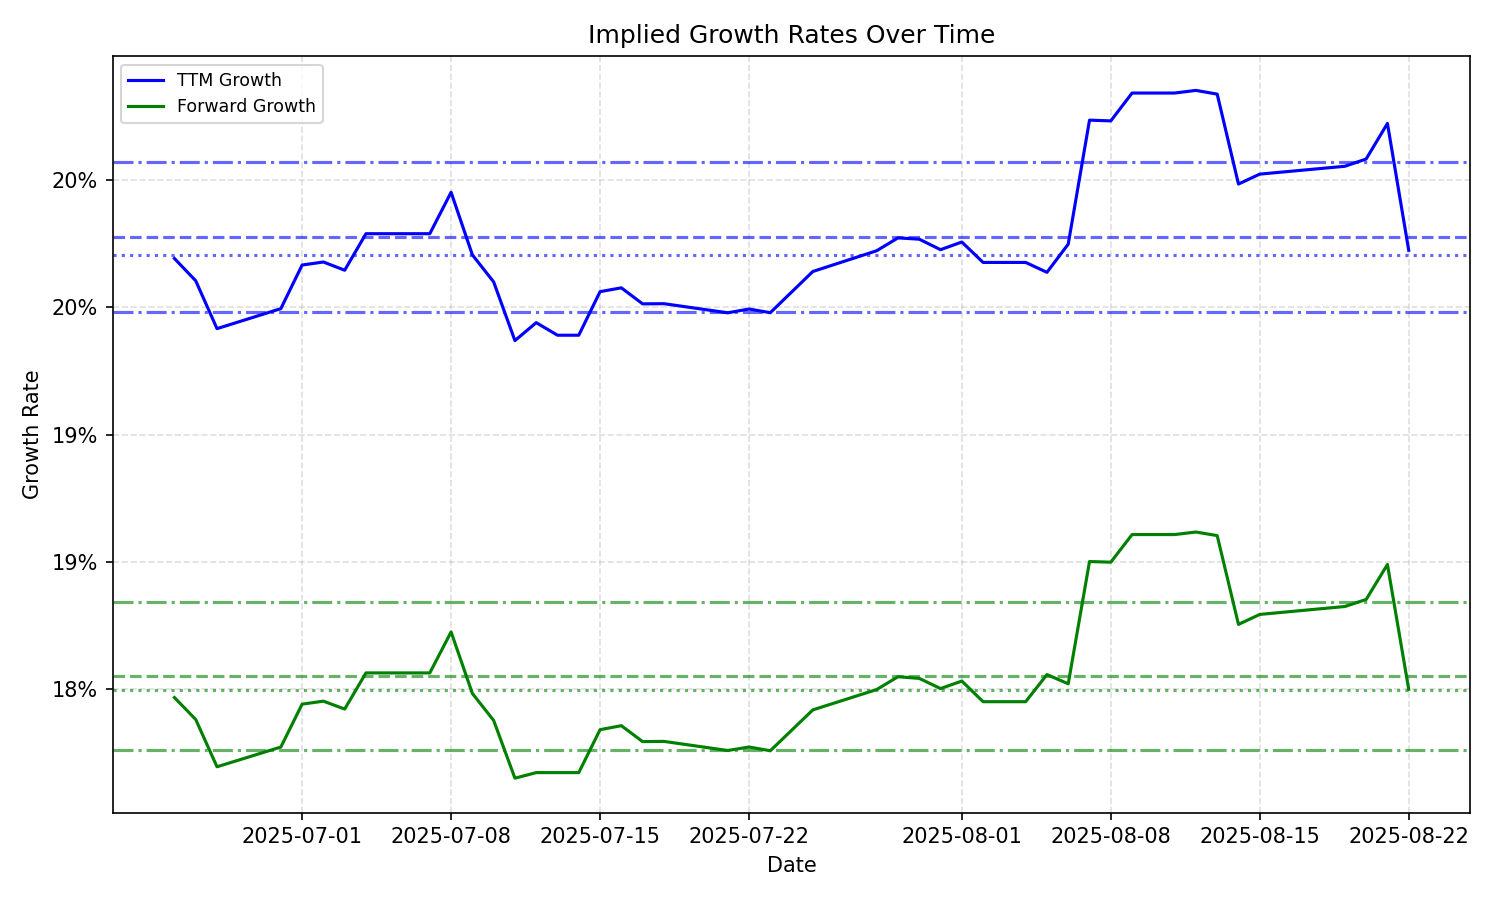 Implied Growth Rates Over Time
TTM Growth
Forward Growth
20%
20%
19%
19%
18%
Growth Rate
2025-07-01
2025-07-08
2025-07-15
2025-07-22
2025-08-01
2025-08-08
2025-08-15
2025-08-22
Date